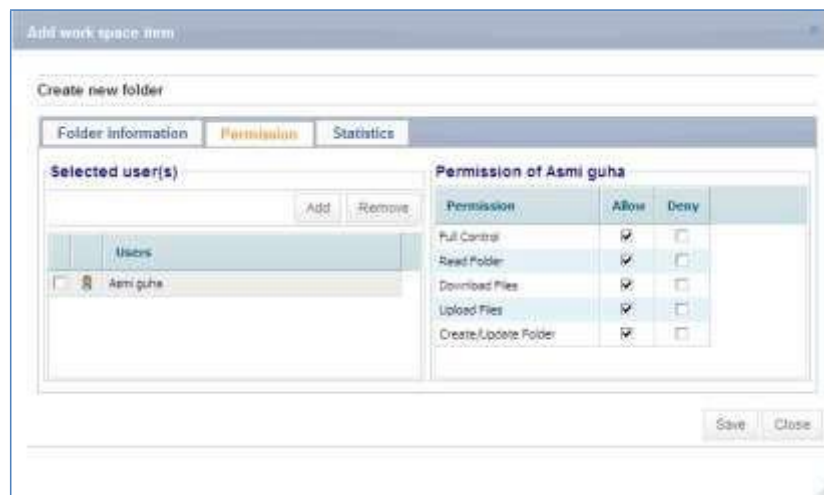 Add work space item
Create new folder
Folder information Permission Statistics
Selected user(s)
Add Remove
Users
Asmi guha
Permission of Asmi guha
Permission Allow Deny
Full Control
Read Folder
Download Files
Upload Files
Create/Update Folder
Save Close